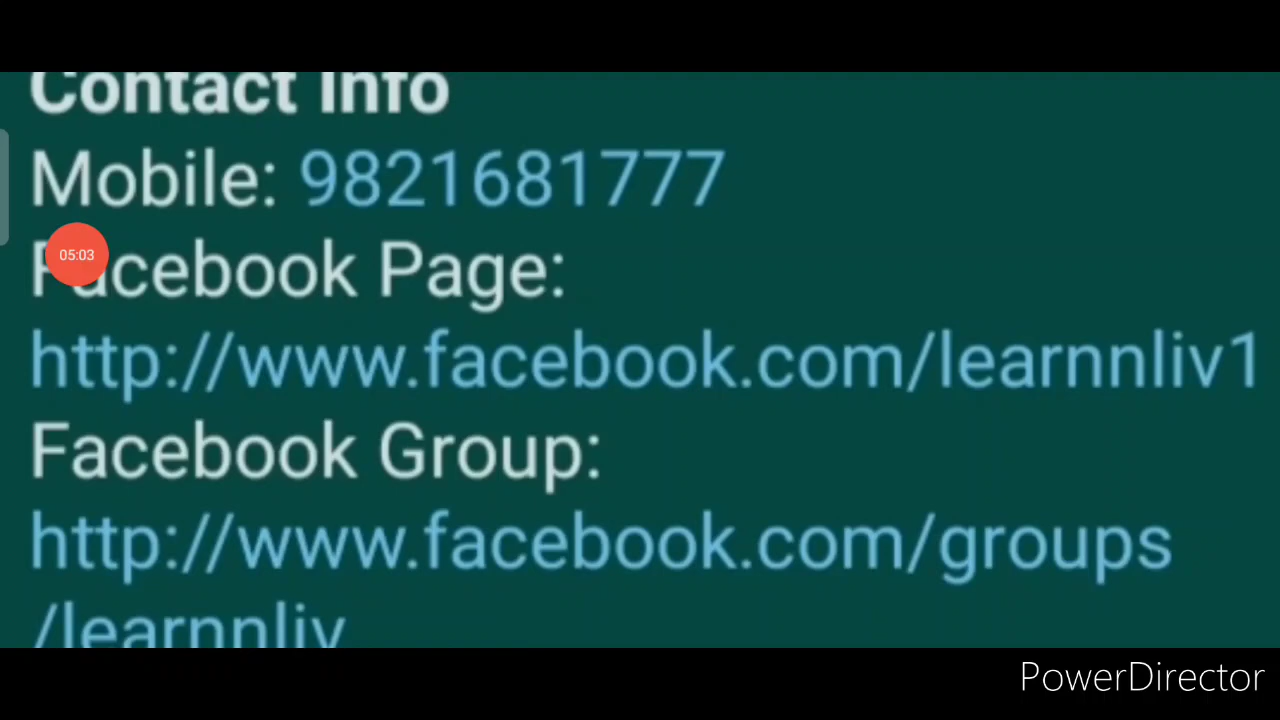 Contact Info
Mobile: 9821681777
Facebook Page:
05:03
http://www.facebook.com/learnnliv1
Facebook Group:
http://www.facebook.com/groups
/learnnliv
PowerDirector